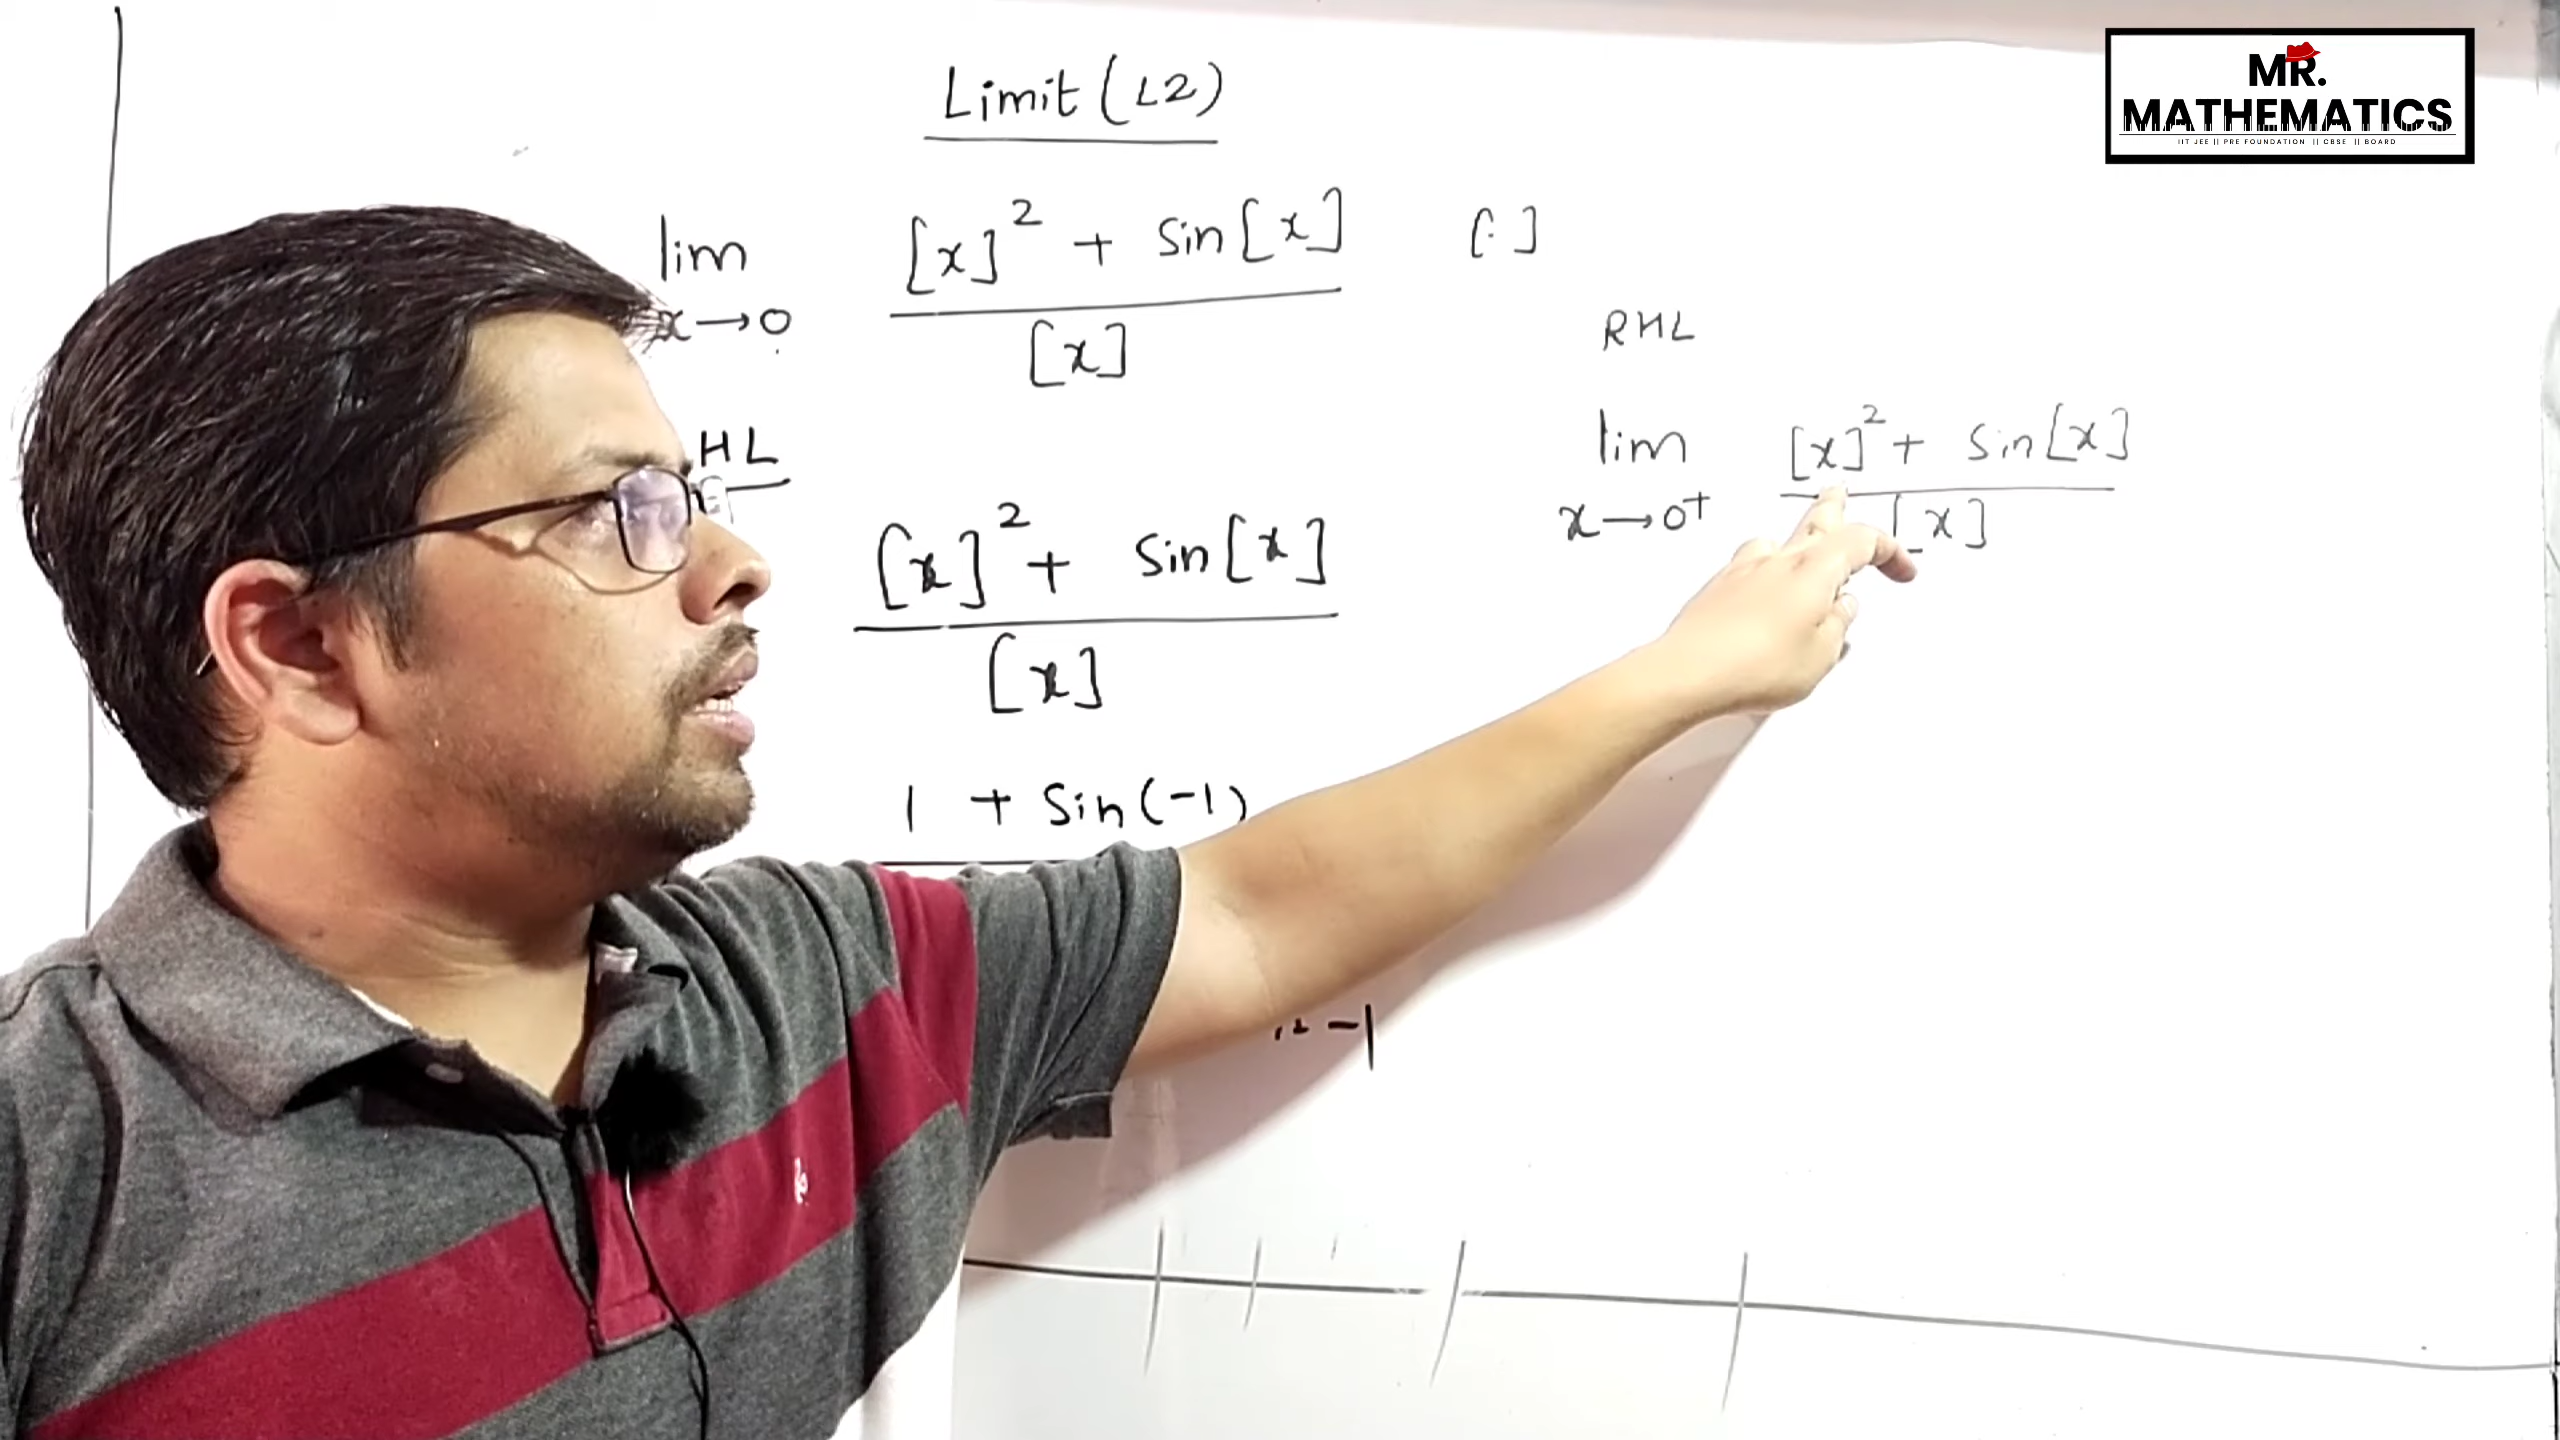 Limit (L2)
MR.
MATHEMATICS
IIT JEE || PRE FOUNDATION || CBSE || BOARD
lim x→0 [x]² + Sin[x] [.]
[x]
HL
[x]² + Sin[x]
[x]
1 + Sin(-1)
-1
RHL
lim x→0⁺ [x]² + Sin[x]
[x]